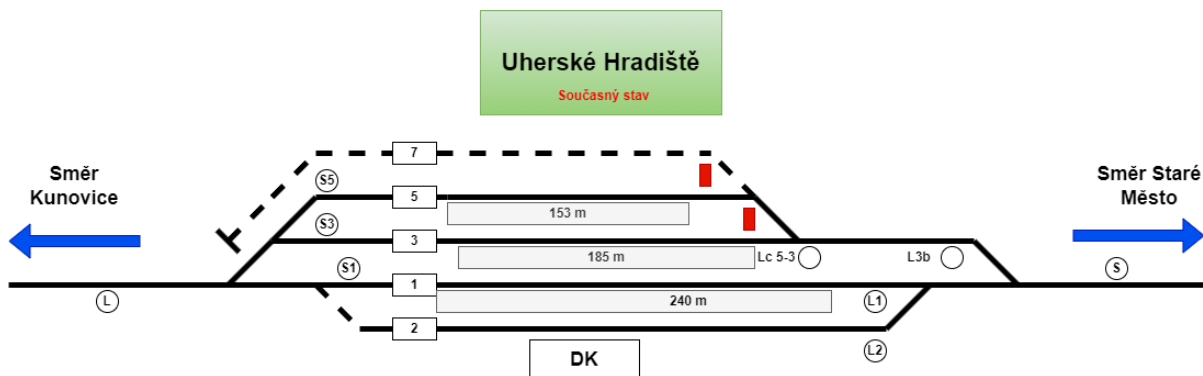 Uherské Hradiště
Současný stav
Směr
Kunovice
Směr Staré
Město
7
S5
5
153 m
S3
3
185 m
Lc 5-3
L3b
S1
S
L
1
240 m
L1
2
L2
DK